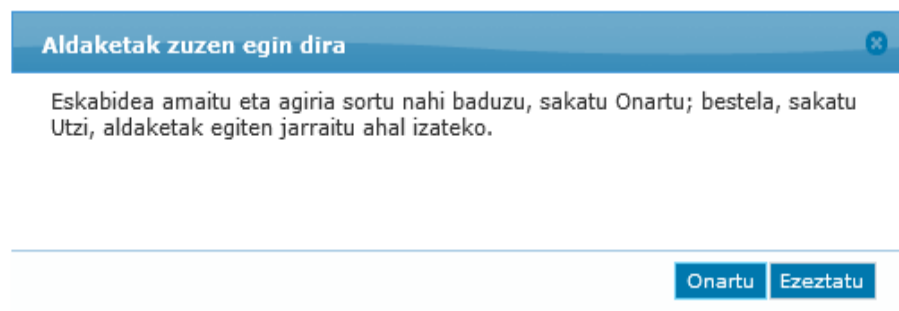 Aldaketak zuzen egin dira
Eskabidea amaitu eta agiria sortu nahi baduzu, sakatu Onartu; bestela, sakatu
Utzi, aldaketak egiten jarraitu ahal izateko.
Onartu Ezeztatu